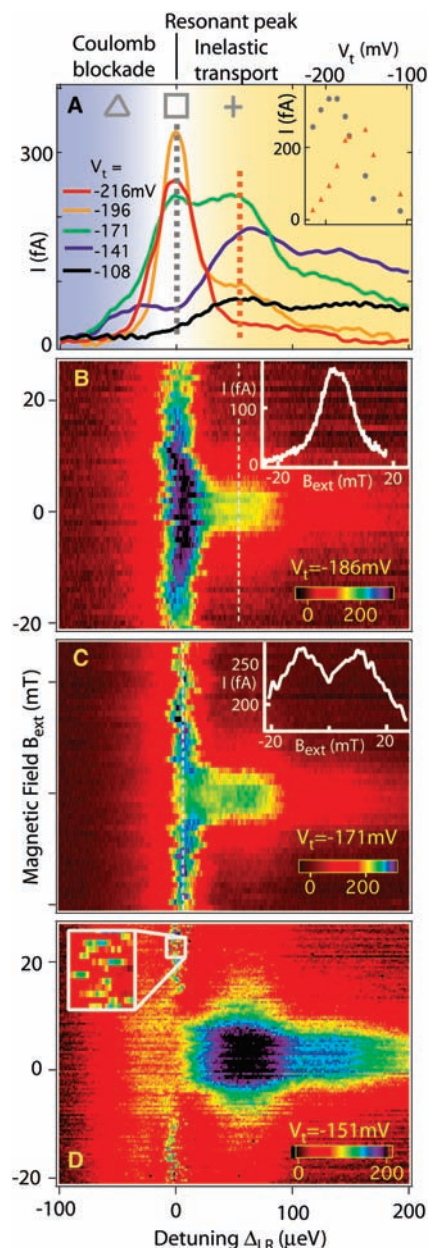 Resonant peak
Coulomb
blockade
Inelastic
transport
V_t (mV)
-200 -100
A
I (fA)
200
0
300
I (fA)
0
V_t =
-216mV
-196
-171
-141
-108
B
20
0
-20
I (fA)
100
0
-20 0 20
B_ext (mT)
V_t=-186mV
0 200
C
250
I (fA)
200
-20 0 20
B_ext (mT)
V_t=-171mV
0 200
Magnetic Field B_ext (mT)
20
0
-20
D
V_t=-151mV
0 200
-100 0 100 200
Detuning Δ_LR (μeV)